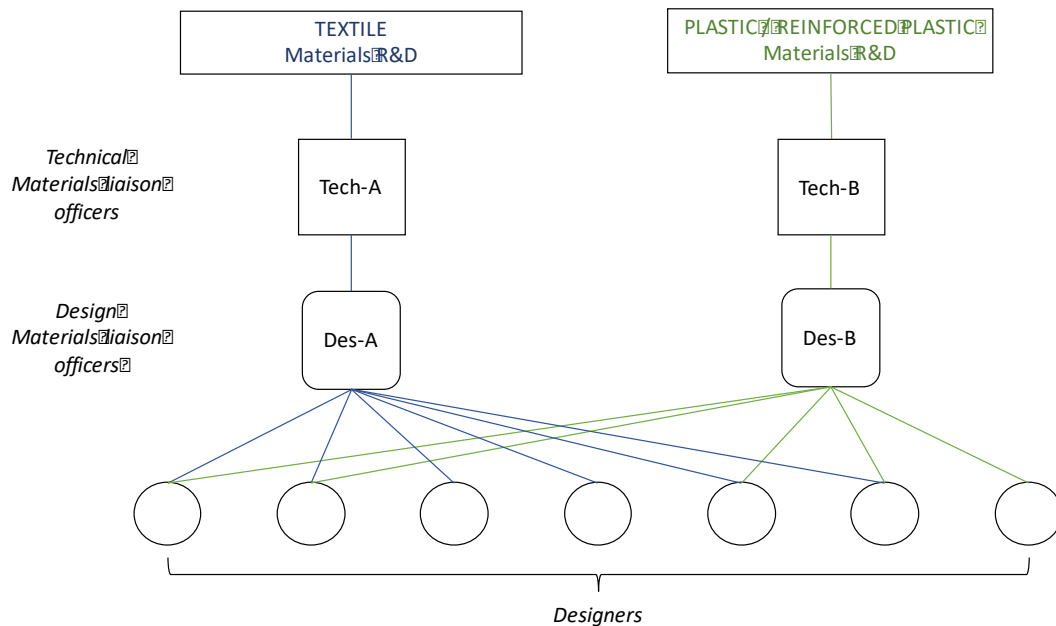 TEXTILE
Materials R&D
PLASTIC / REINFORCED PLASTIC
Materials R&D
Technical
Materials liaison
officers
Tech-A
Tech-B
Design
Materials liaison
officers
Des-A
Des-B
Designers